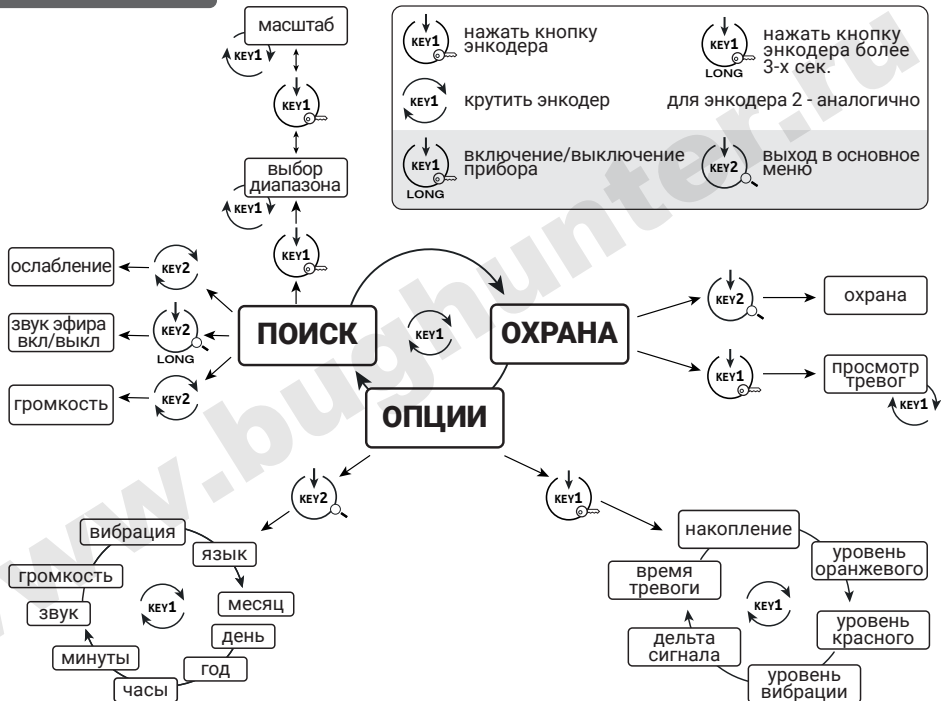 масштаб
KEY1
KEY1
выбор
диапазона
KEY1
KEY1
KEY1
нажать кнопку
энкодера
KEY1
LONG
нажать кнопку
энкодера более
3-х сек.
KEY1
крутить энкодер
для энкодера 2 - аналогично
KEY1
LONG
включение/выключение
прибора
KEY2
выход в основное
меню
ослабление
KEY2
звук эфира
вкл/выкл
KEY2
LONG
громкость
KEY2
ПОИСК
KEY1
ОХРАНА
ОПЦИИ
KEY2
охрана
KEY1
просмотр
тревог
KEY1
KEY2
KEY1
вибрация
язык
громкость
месяц
звук
KEY1
день
минуты
год
часы
накопление
уровень
оранжевого
время
тревоги
KEY1
уровень
красного
дельта
сигнала
уровень
вибрации
www.bughunter.ru